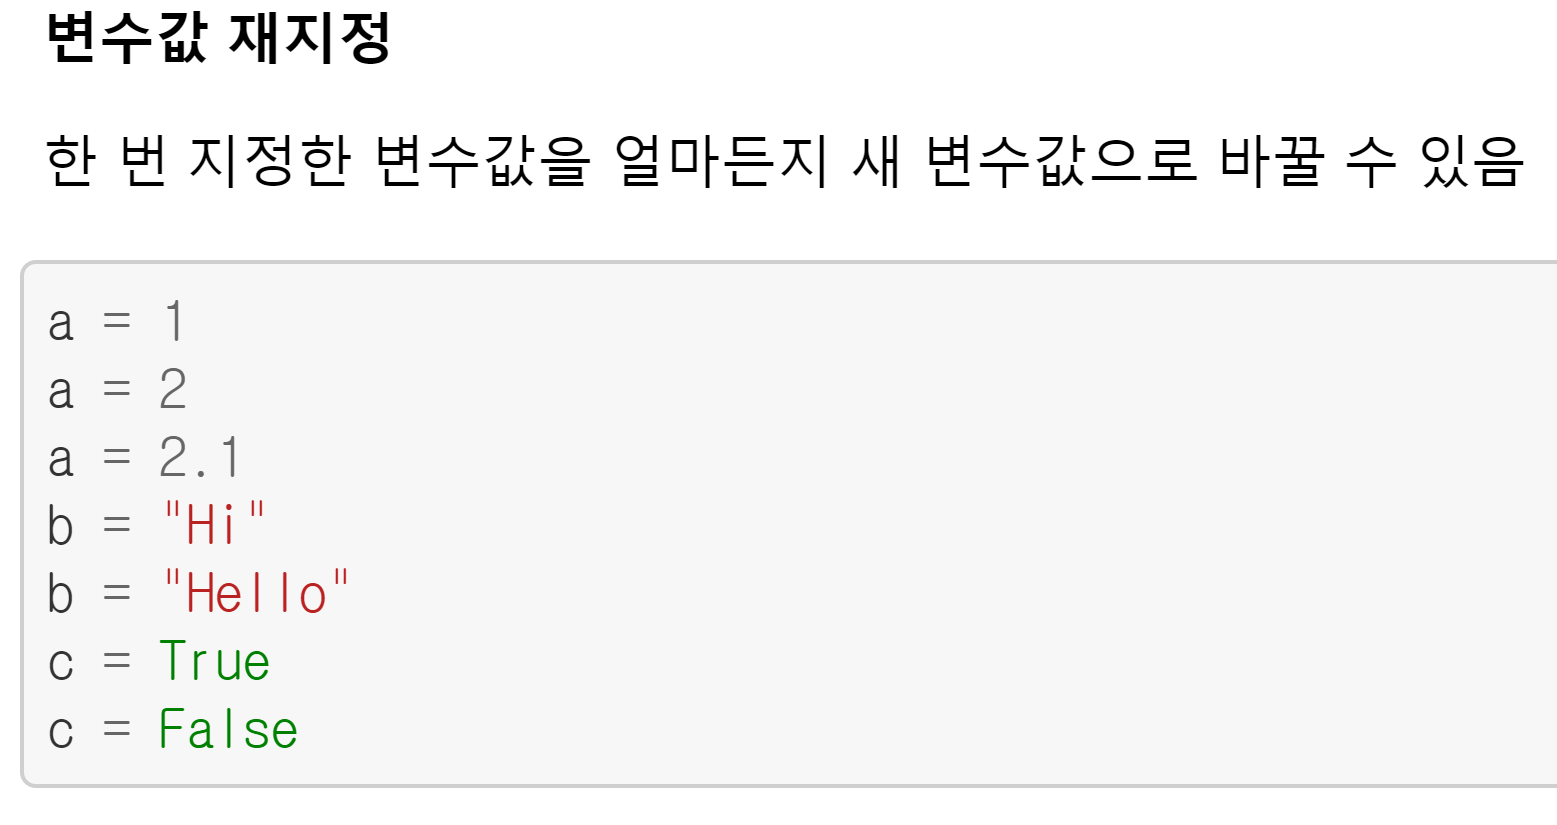 변수값 재지정
한 번 지정한 변수값을 얼마든지 새 변수값으로 바꿀 수 있음
a = 1
a = 2
a = 2.1
b = "Hi"
b = "Hello"
c = True
c = False